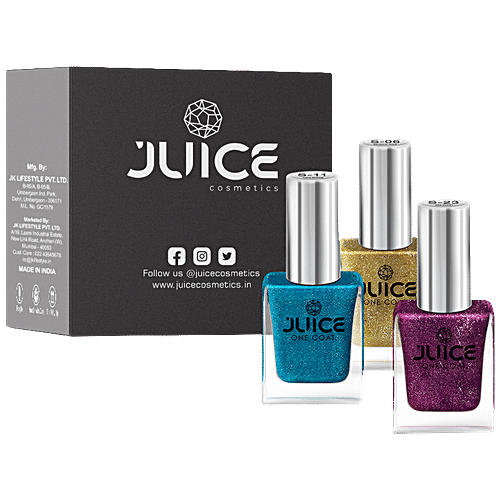 JUICE
cosmetics
Follow us @juicecosmetics
www.juicecosmetics.in
Mfg. By:
JK LIFESTYLE PVT. LTD.
Marketed By:
JK LIFESTYLE PVT. LTD.
MADE IN INDIA
S-11
JUICE
ONE COAT
S-06
S-23
JUICE
ONE COAT